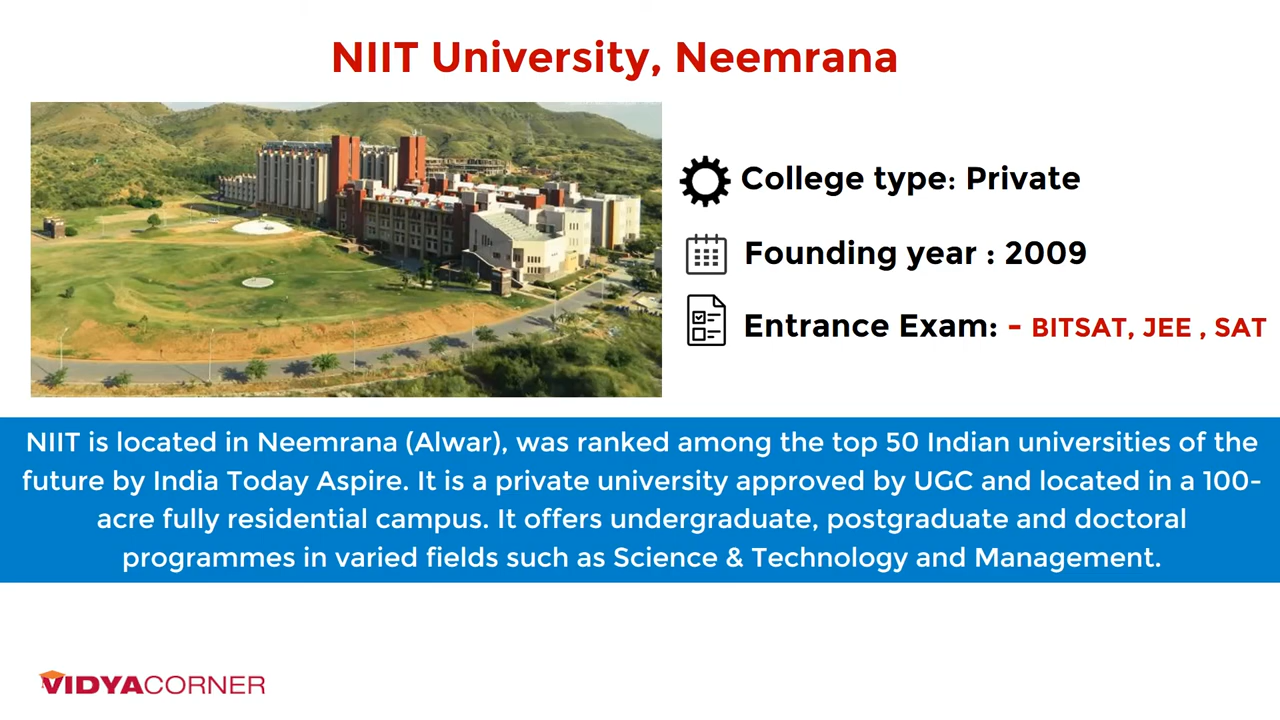 NIIT University, Neemrana
College type: Private
Founding year : 2009
Entrance Exam: - BITSAT, JEE , SAT
NIIT is located in Neemrana (Alwar), was ranked among the top 50 Indian universities of the
future by India Today Aspire. It is a private university approved by UGC and located in a 100-
acre fully residential campus. It offers undergraduate, postgraduate and doctoral
programmes in varied fields such as Science & Technology and Management.
VIDYACORNER